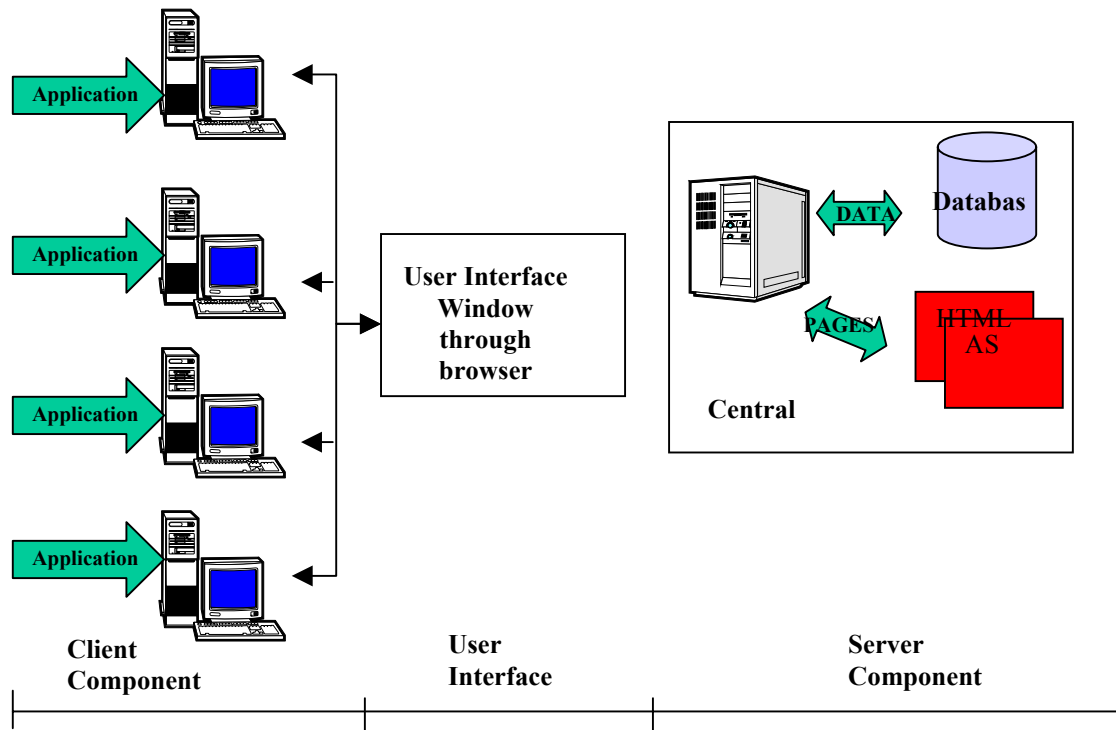 Application
Application
Application
Application
User Interface
Window
through
browser
DATA
Databas
PAGES
HTML
AS
Central
Client
Component
User
Interface
Server
Component